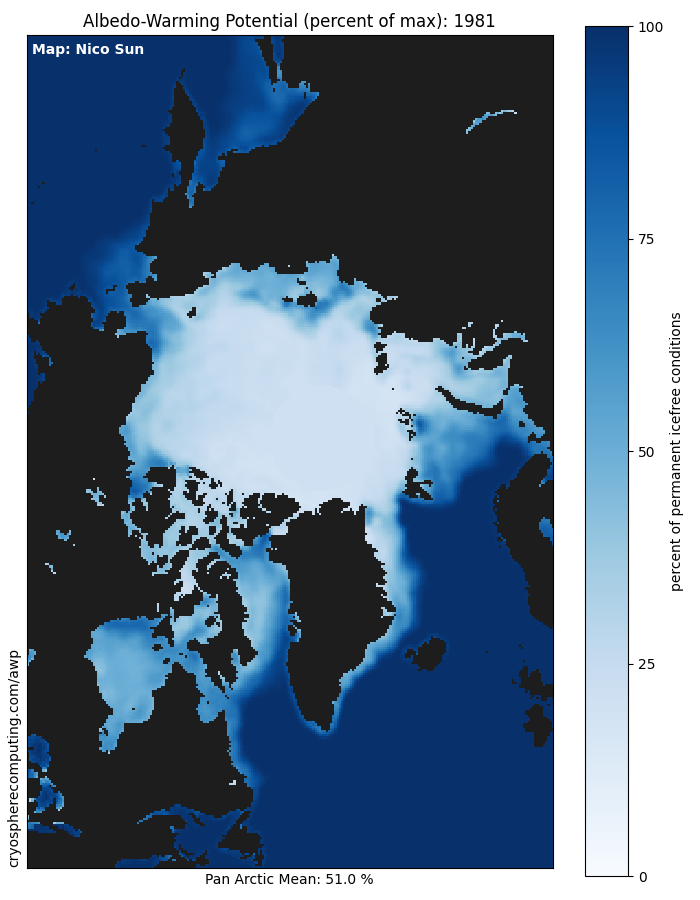 Albedo-Warming Potential (percent of max): 1981
Map: Nico Sun
100
75
50
25
0
percent of permanent icefree conditions
cryospherecomputing.com/awp
Pan Arctic Mean: 51.0 %